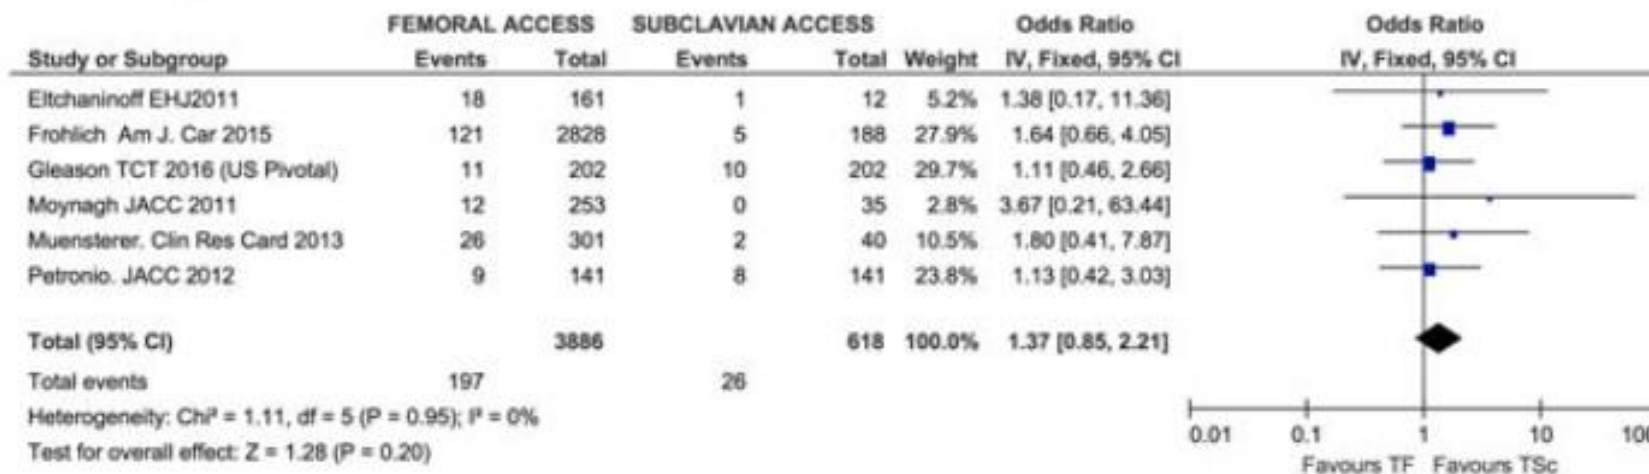 FEMORAL ACCESS SUBCLAVIAN ACCESS Odds Ratio Odds Ratio
Study or Subgroup Events Total Events Total Weight IV, Fixed, 95% CI IV, Fixed, 95% CI
Eltchaninoff EHJ2011 18 161 1 12 5.2% 1.38 [0.17, 11.36]
Frohlich Am J. Car 2015 121 2828 5 188 27.9% 1.64 [0.66, 4.05]
Gleason TCT 2016 (US Pivotal) 11 202 10 202 29.7% 1.11 [0.46, 2.66]
Moynagh JACC 2011 12 253 0 35 2.8% 3.67 [0.21, 63.44]
Muensterer. Clin Res Card 2013 26 301 2 40 10.5% 1.80 [0.41, 7.87]
Petronio. JACC 2012 9 141 8 141 23.8% 1.13 [0.42, 3.03]
Total (95% CI) 3886 618 100.0% 1.37 [0.85, 2.21]
Total events 197 26
Heterogeneity: Chi² = 1.11, df = 5 (P = 0.95); I² = 0%
Test for overall effect: Z = 1.28 (P = 0.20)
0.01 0.1 1 10 100
Favours TF Favours TSc